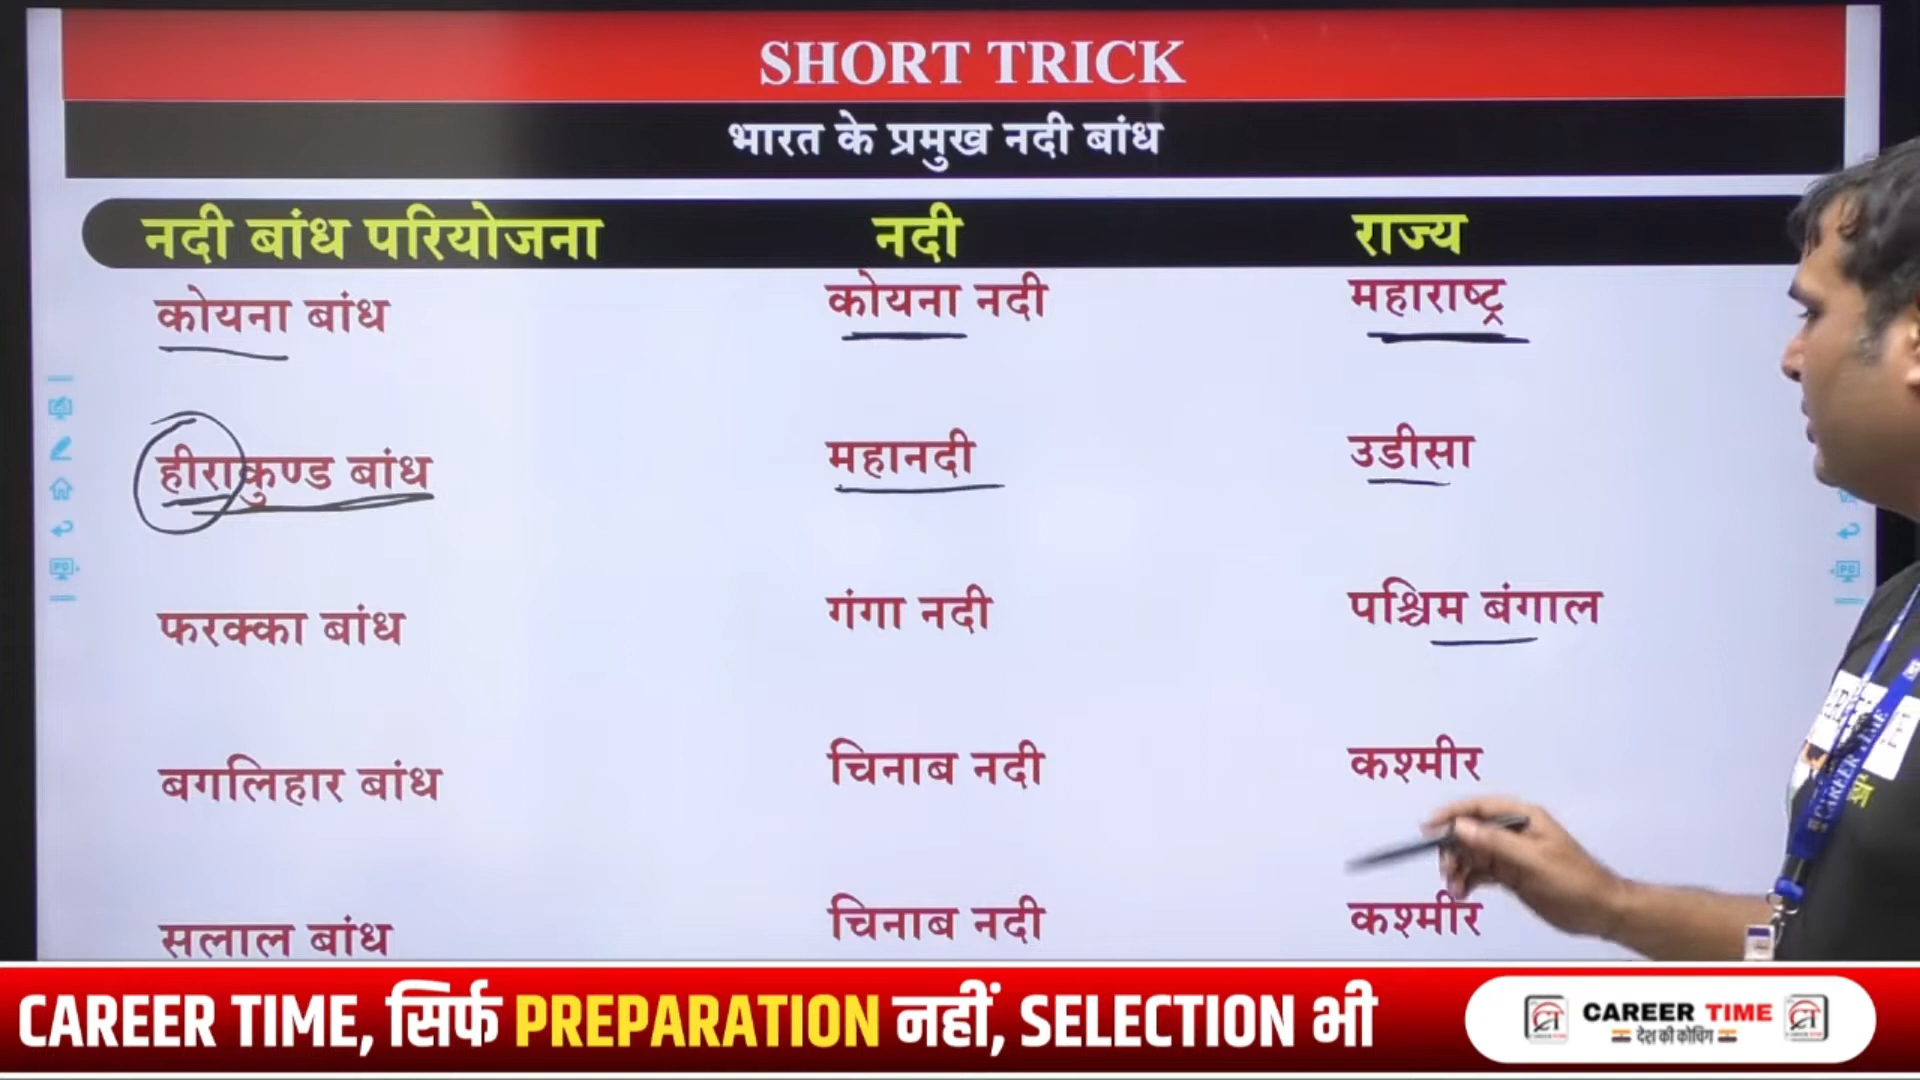 SHORT TRICK
भारत के प्रमुख नदी बांध
नदी बांध परियोजना नदी राज्य
कोयना बांध कोयना नदी महाराष्ट्र
हीराकुण्ड बांध महानदी उडीसा
फरक्का बांध गंगा नदी पश्चिम बंगाल
बगलिहार बांध चिनाब नदी कश्मीर
सलाल बांध चिनाब नदी कश्मीर
CAREER TIME, सिर्फ PREPARATION नहीं, SELECTION भी
CAREER TIME
देश की कोचिंग